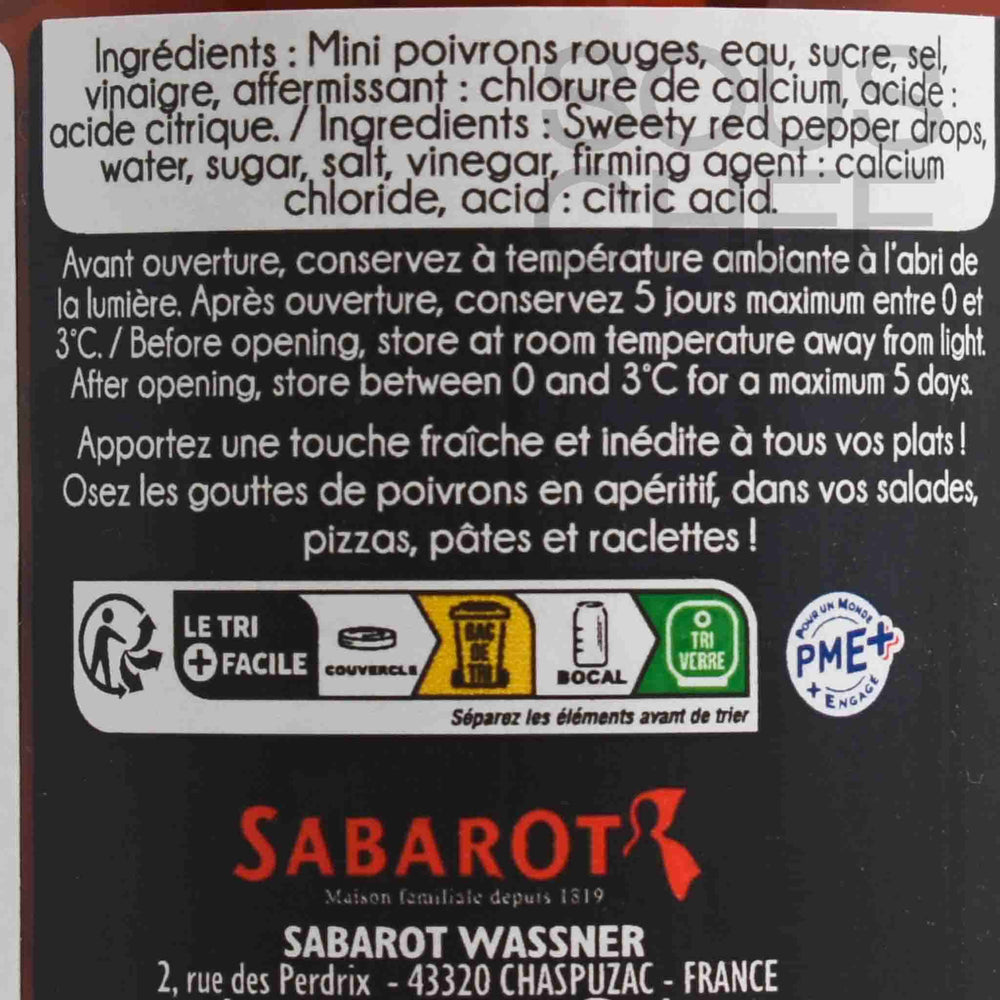 Ingrédients : Mini poivrons rouges, eau, sucre, sel,
vinaigre, affermissant : chlorure de calcium, acide :
acide citrique. / Ingredients : Sweety red pepper drops,
water, sugar, salt, vinegar, firming agent : calcium
chloride, acid : citric acid.
SOUS
CHEF
Avant ouverture, conservez à température ambiante à l'abri de
la lumière. Après ouverture, conservez 5 jours maximum entre 0 et
3°C. / Before opening, store at room temperature away from light.
After opening, store between 0 and 3°C for a maximum 5 days.
Apportez une touche fraîche et inédite à tous vos plats !
Osez les gouttes de poivrons en apéritif, dans vos salades,
pizzas, pâtes et raclettes !
LE TRI
+ FACILE
COUVERCLE
BAC
DE
TRI
BOCAL
TRI
VERRE
Séparez les éléments avant de trier
POUR UN MONDE
PME+
+ ENGAGÉ
SABAROT
Maison familiale depuis 1819
SABAROT WASSNER
2, rue des Perdrix - 43320 CHASPUZAC - FRANCE